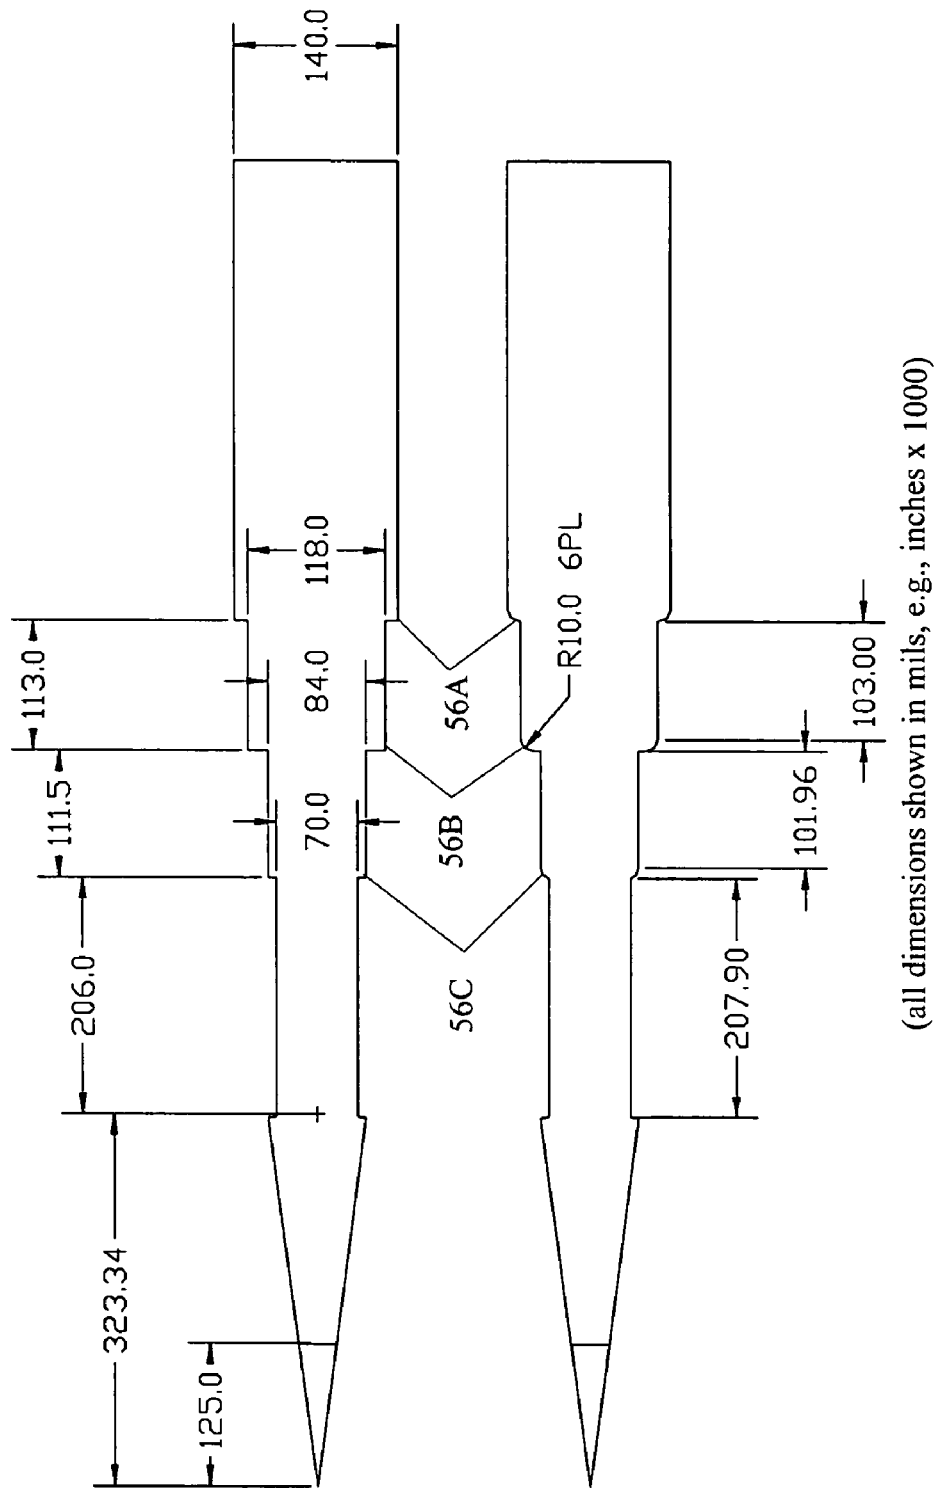 140.0
118.0
113.0
84.0
111.5
70.0
206.0
323.34
125.0
56A
56B
56C
R10.0 6PL
103.00
101.96
207.90
(all dimensions shown in mils, e.g., inches x 1000)